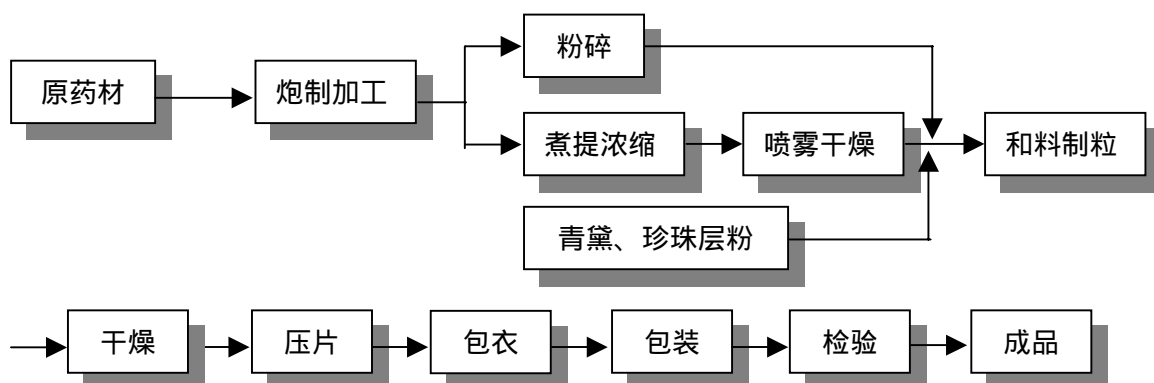 粉碎
原药材
炮制加工
煮提浓缩
喷雾干燥
和料制粒
青黛、珍珠层粉
干燥
压片
包衣
包装
检验
成品